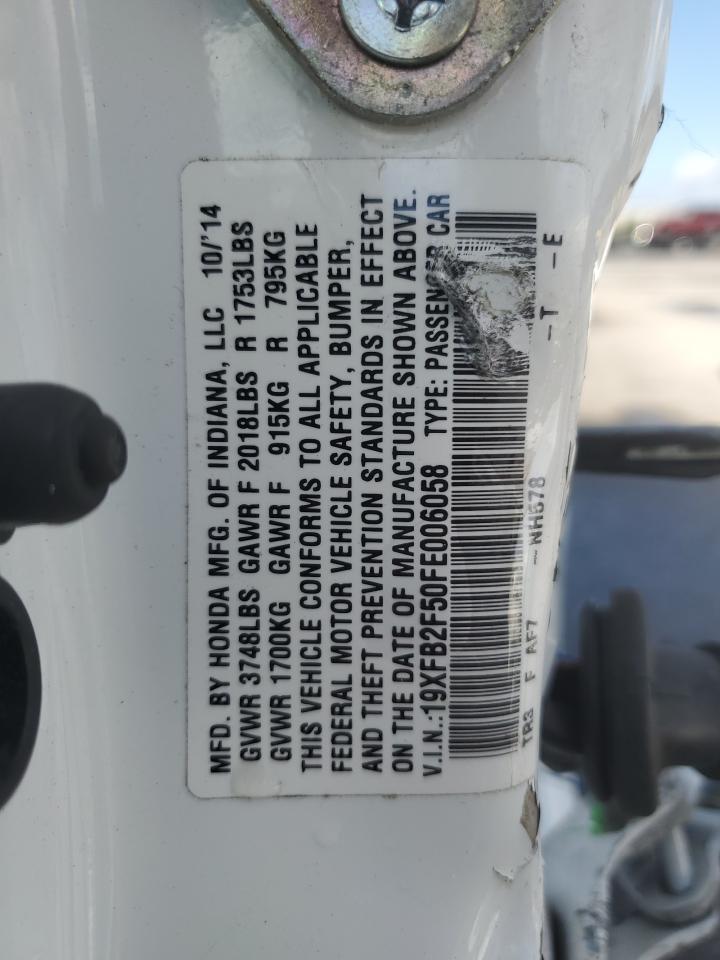 MFD. BY HONDA MFG. OF INDIANA, LLC 10/'14
GVWR 3748LBS GAWR F 2018LBS R 1753LBS
GVWR 1700KG GAWR F 915KG R 795KG
THIS VEHICLE CONFORMS TO ALL APPLICABLE
FEDERAL MOTOR VEHICLE SAFETY, BUMPER,
AND THEFT PREVENTION STANDARDS IN EFFECT
ON THE DATE OF MANUFACTURE SHOWN ABOVE.
V.I.N.:19XFB2F50FE006058 TYPE: PASSENGER CAR
TR3 F AF7 – NH578 –T –E